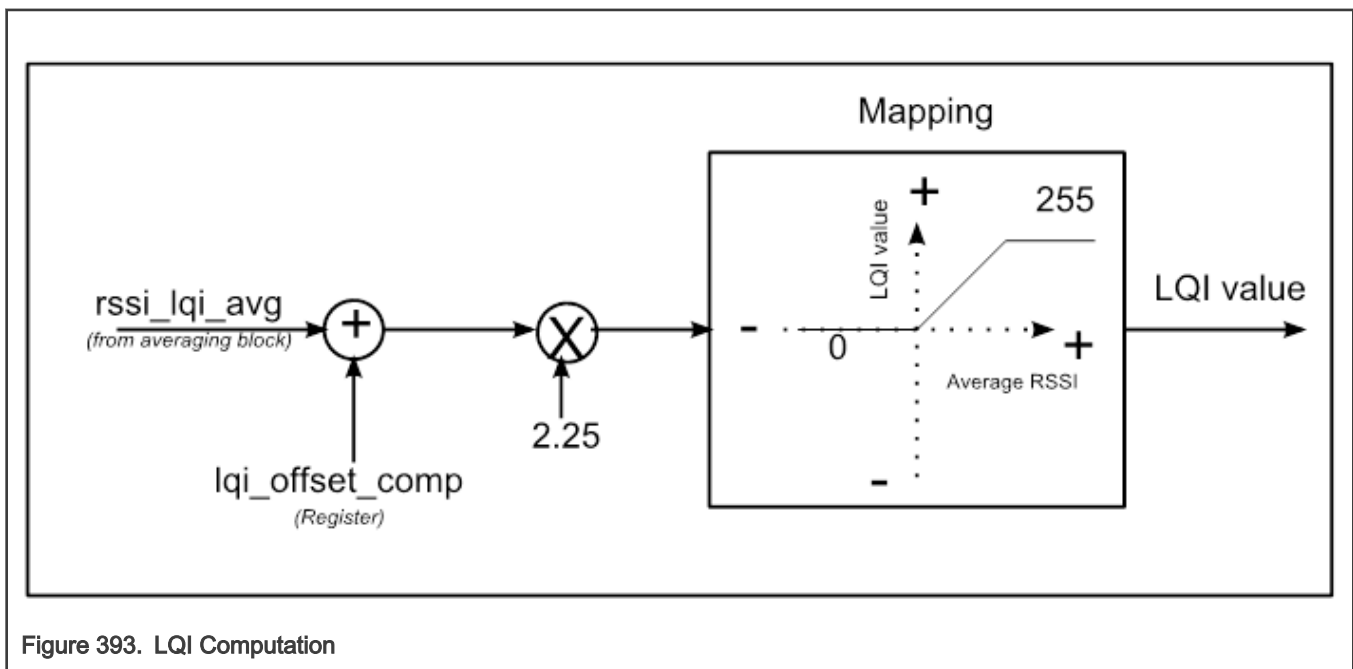 Mapping
+
255
LQI value
rssi_lqi_avg
(from averaging block)
+
X
-
0
+
LQI value
Average RSSI
2.25
-
lqi_offset_comp
(Register)
Figure 393. LQI Computation